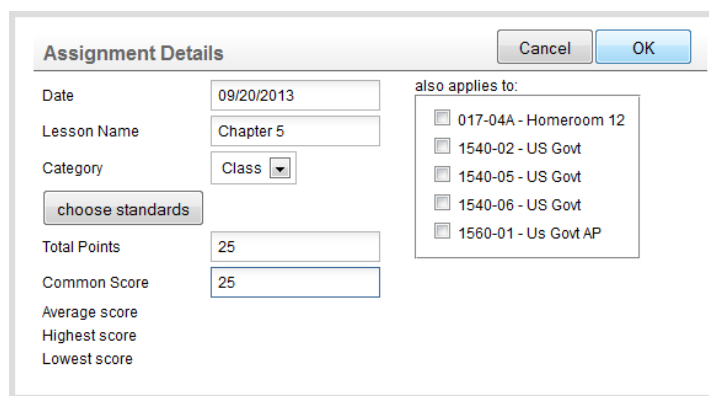 Assignment Details
Cancel
OK
Date
09/20/2013
Lesson Name
Chapter 5
Category
Class
choose standards
Total Points
25
Common Score
25
Average score
Highest score
Lowest score
also applies to:
017-04A - Homeroom 12
1540-02 - US Govt
1540-05 - US Govt
1540-06 - US Govt
1560-01 - Us Govt AP